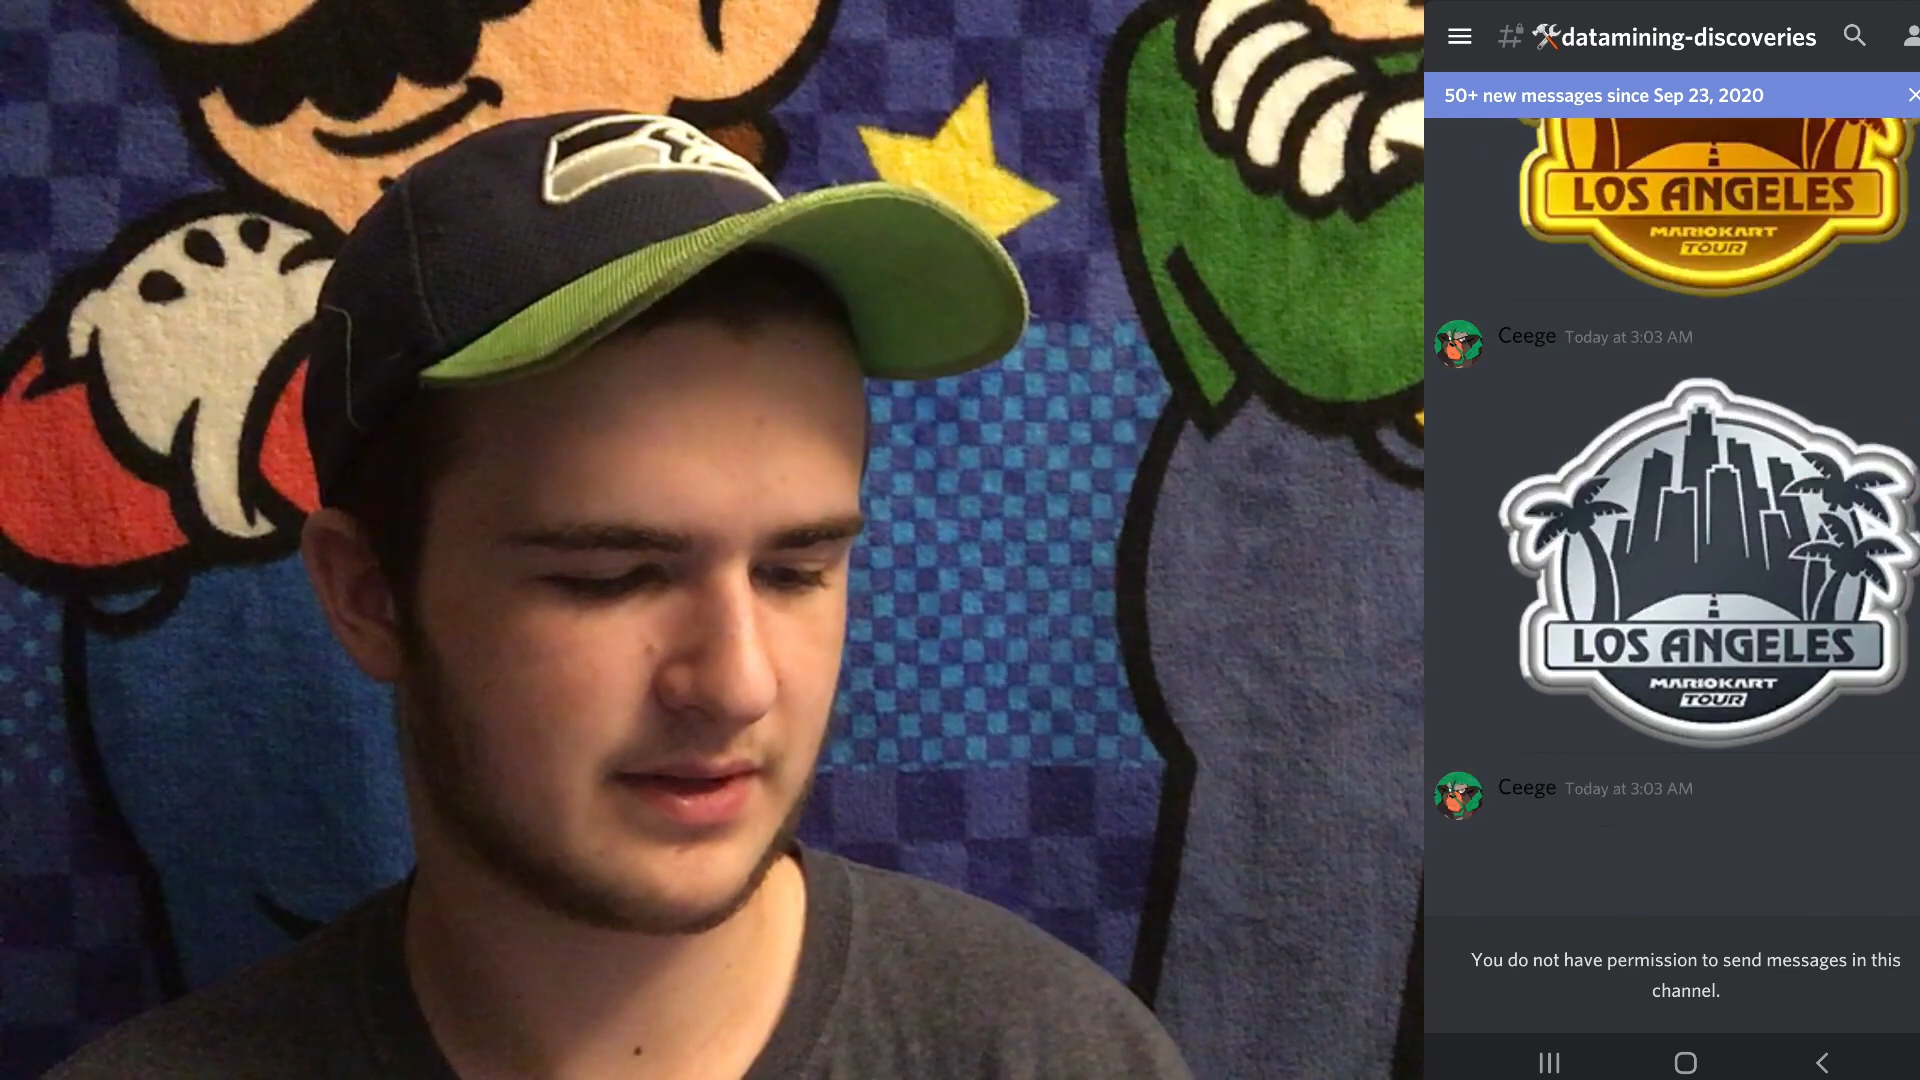 datamining-discoveries
50+ new messages since Sep 23, 2020
LOS ANGELES
MARIOKART
TOUR
Ceege Today at 3:03 AM
LOS ANGELES
MARIOKART
TOUR
Ceege Today at 3:03 AM
You do not have permission to send messages in this
channel.